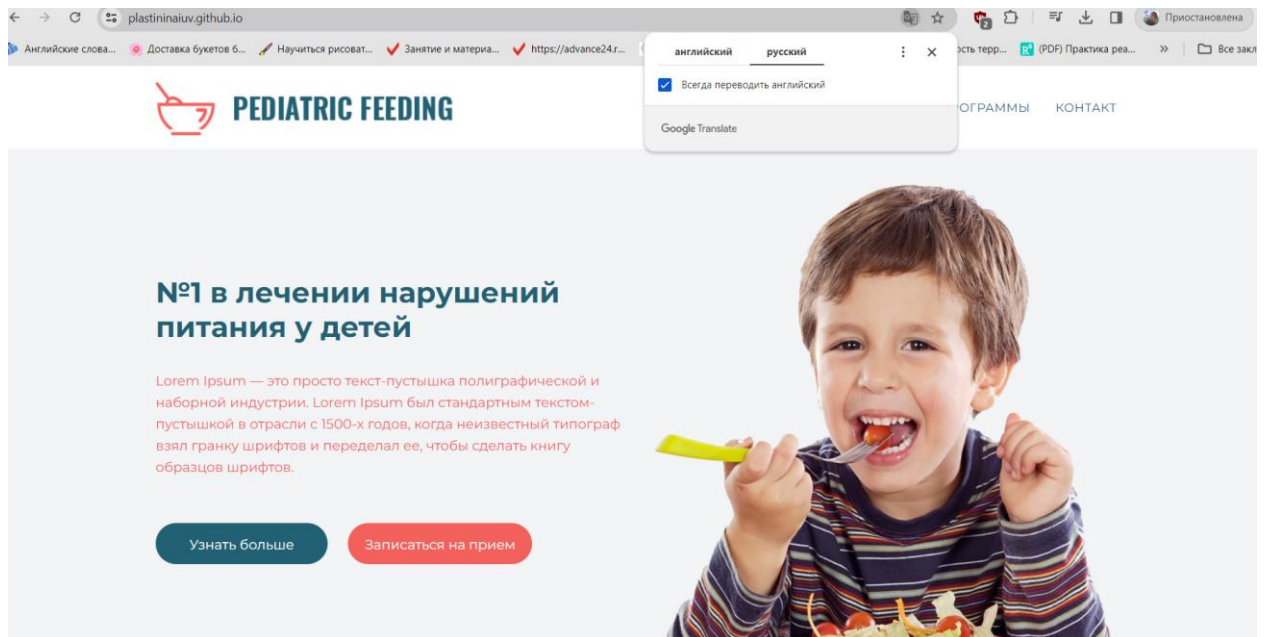 plastininaiuv.github.io
2
Приостановлена
Английские слова...
Доставка букетов б...
Научиться рисоват...
Занятие и материа...
https://advance24.r...
ость терр...
R
(PDF) Практика реа...
»
Все закл
английский
русский
Всегда переводить английский
Google Translate
PEDIATRIC FEEDING
ОГРАММЫ
КОНТАКТ
№1 в лечении нарушений
питания у детей
Lorem Ipsum — это просто текст-пустышка полиграфической и
наборной индустрии. Lorem Ipsum был стандартным текстом-
пустышкой в отрасли с 1500-х годов, когда неизвестный типограф
взял гранку шрифтов и переделал ее, чтобы сделать книгу
образцов шрифтов.
Узнать больше
Записаться на прием